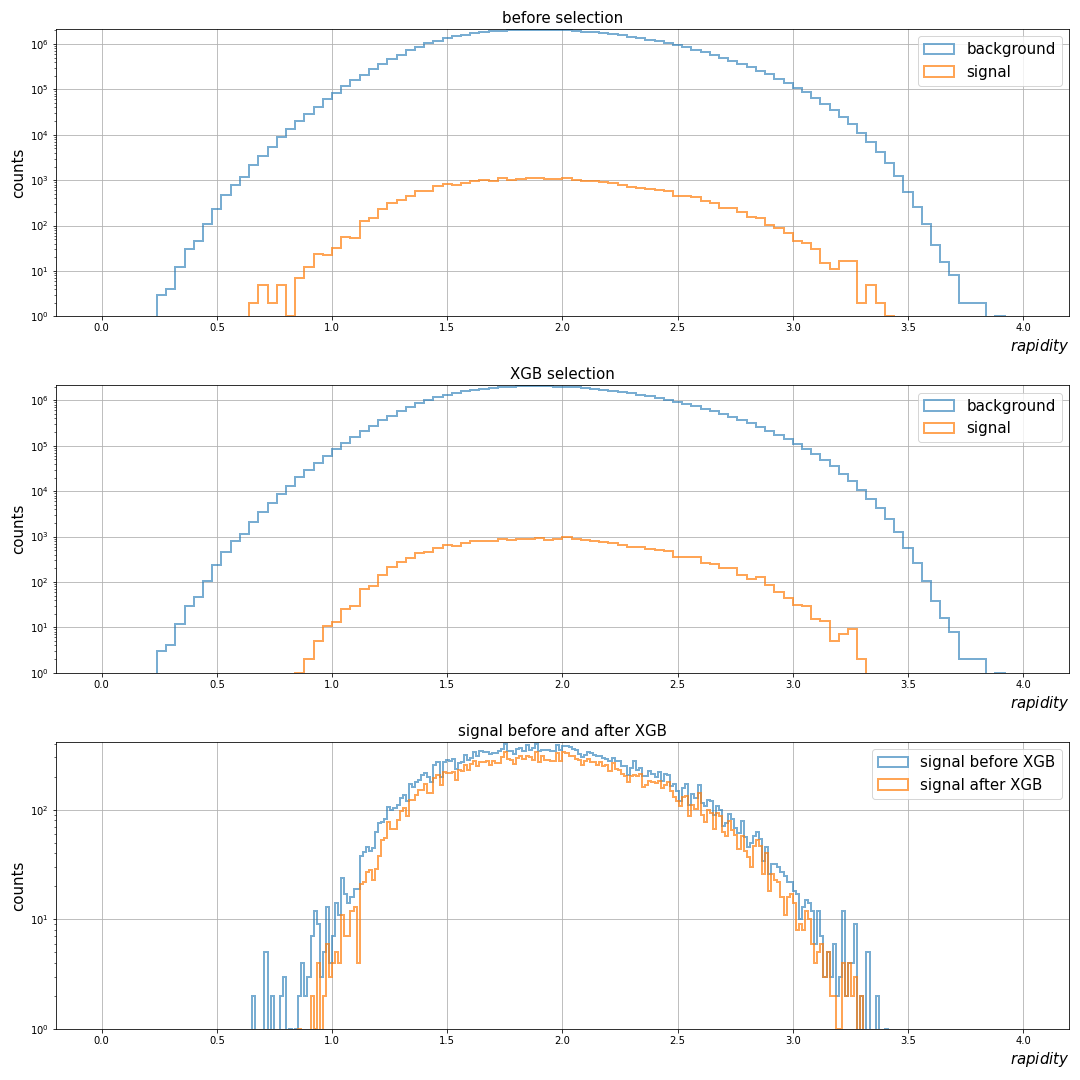 before selection
background
signal
counts
10⁶
10⁵
10⁴
10³
10²
10¹
10⁰
0.0 0.5 1.0 1.5 2.0 2.5 3.0 3.5 4.0
rapidity
XGB selection
background
signal
counts
10⁶
10⁵
10⁴
10³
10²
10¹
10⁰
0.0 0.5 1.0 1.5 2.0 2.5 3.0 3.5 4.0
rapidity
signal before and after XGB
signal before XGB
signal after XGB
counts
10²
10¹
10⁰
0.0 0.5 1.0 1.5 2.0 2.5 3.0 3.5 4.0
rapidity